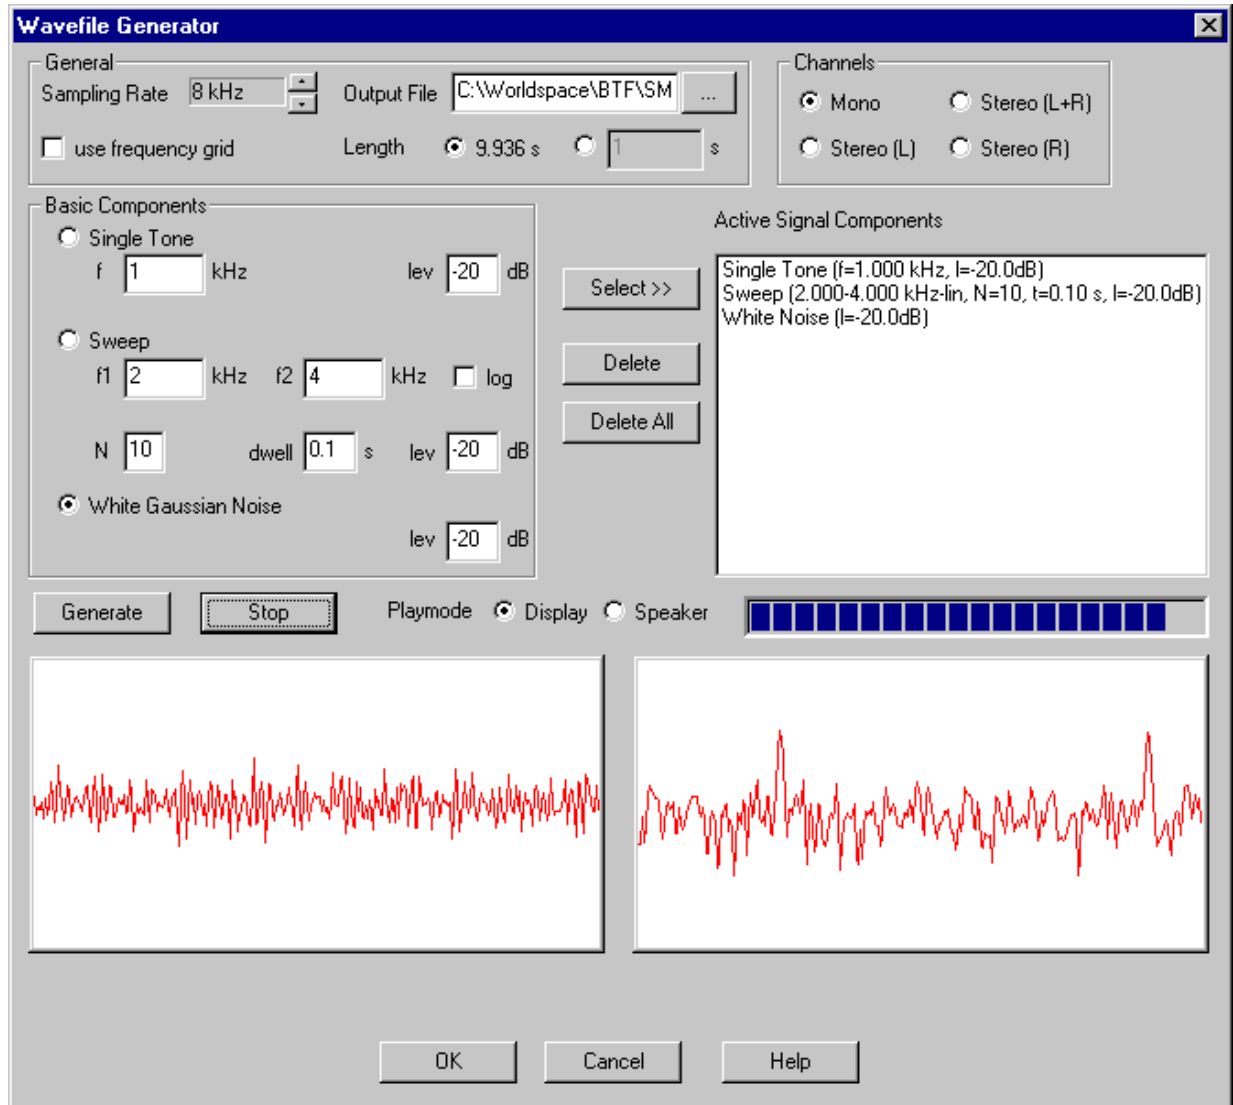 Wavefile Generator
General
Sampling Rate 8 kHz Output File C:\Worldspace\BTF\SM ...
use frequency grid Length 9.936 s 1 s
Channels
Mono Stereo (L+R)
Stereo (L) Stereo (R)
Basic Components
Single Tone
f 1 kHz lev -20 dB
Sweep
f1 2 kHz f2 4 kHz log
N 10 dwell 0.1 s lev -20 dB
White Gaussian Noise
lev -20 dB
Select >>
Delete
Delete All
Active Signal Components
Single Tone (f=1.000 kHz, l=-20.0dB)
Sweep (2.000-4.000 kHz-lin, N=10, t=0.10 s, l=-20.0dB)
White Noise (l=-20.0dB)
Generate Stop Playmode Display Speaker
OK Cancel Help